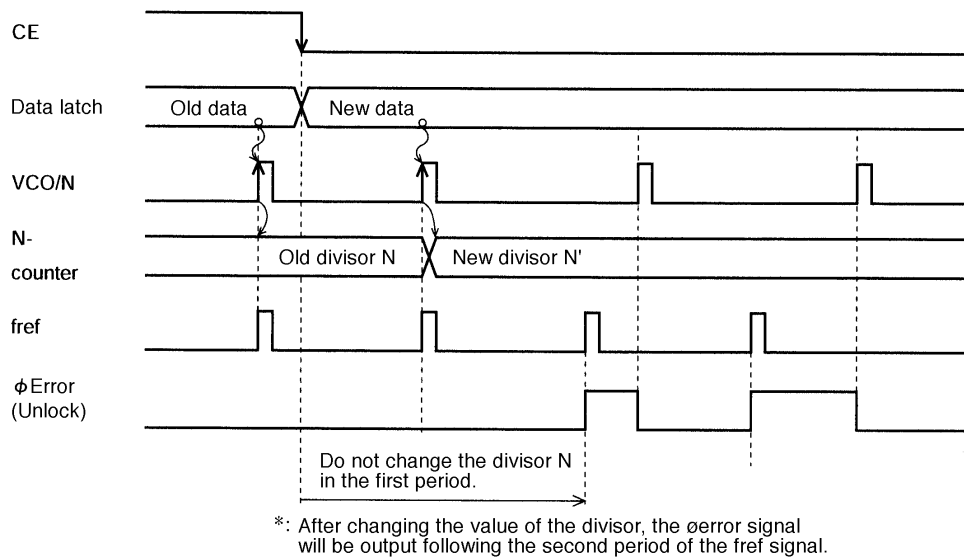 CE
Data latch
Old data
New data
VCO/N
N-
counter
Old divisor N
New divisor N'
fref
ϕError
(Unlock)
Do not change the divisor N
in the first period.
*: After changing the value of the divisor, the øerror signal
will be output following the second period of the fref signal.